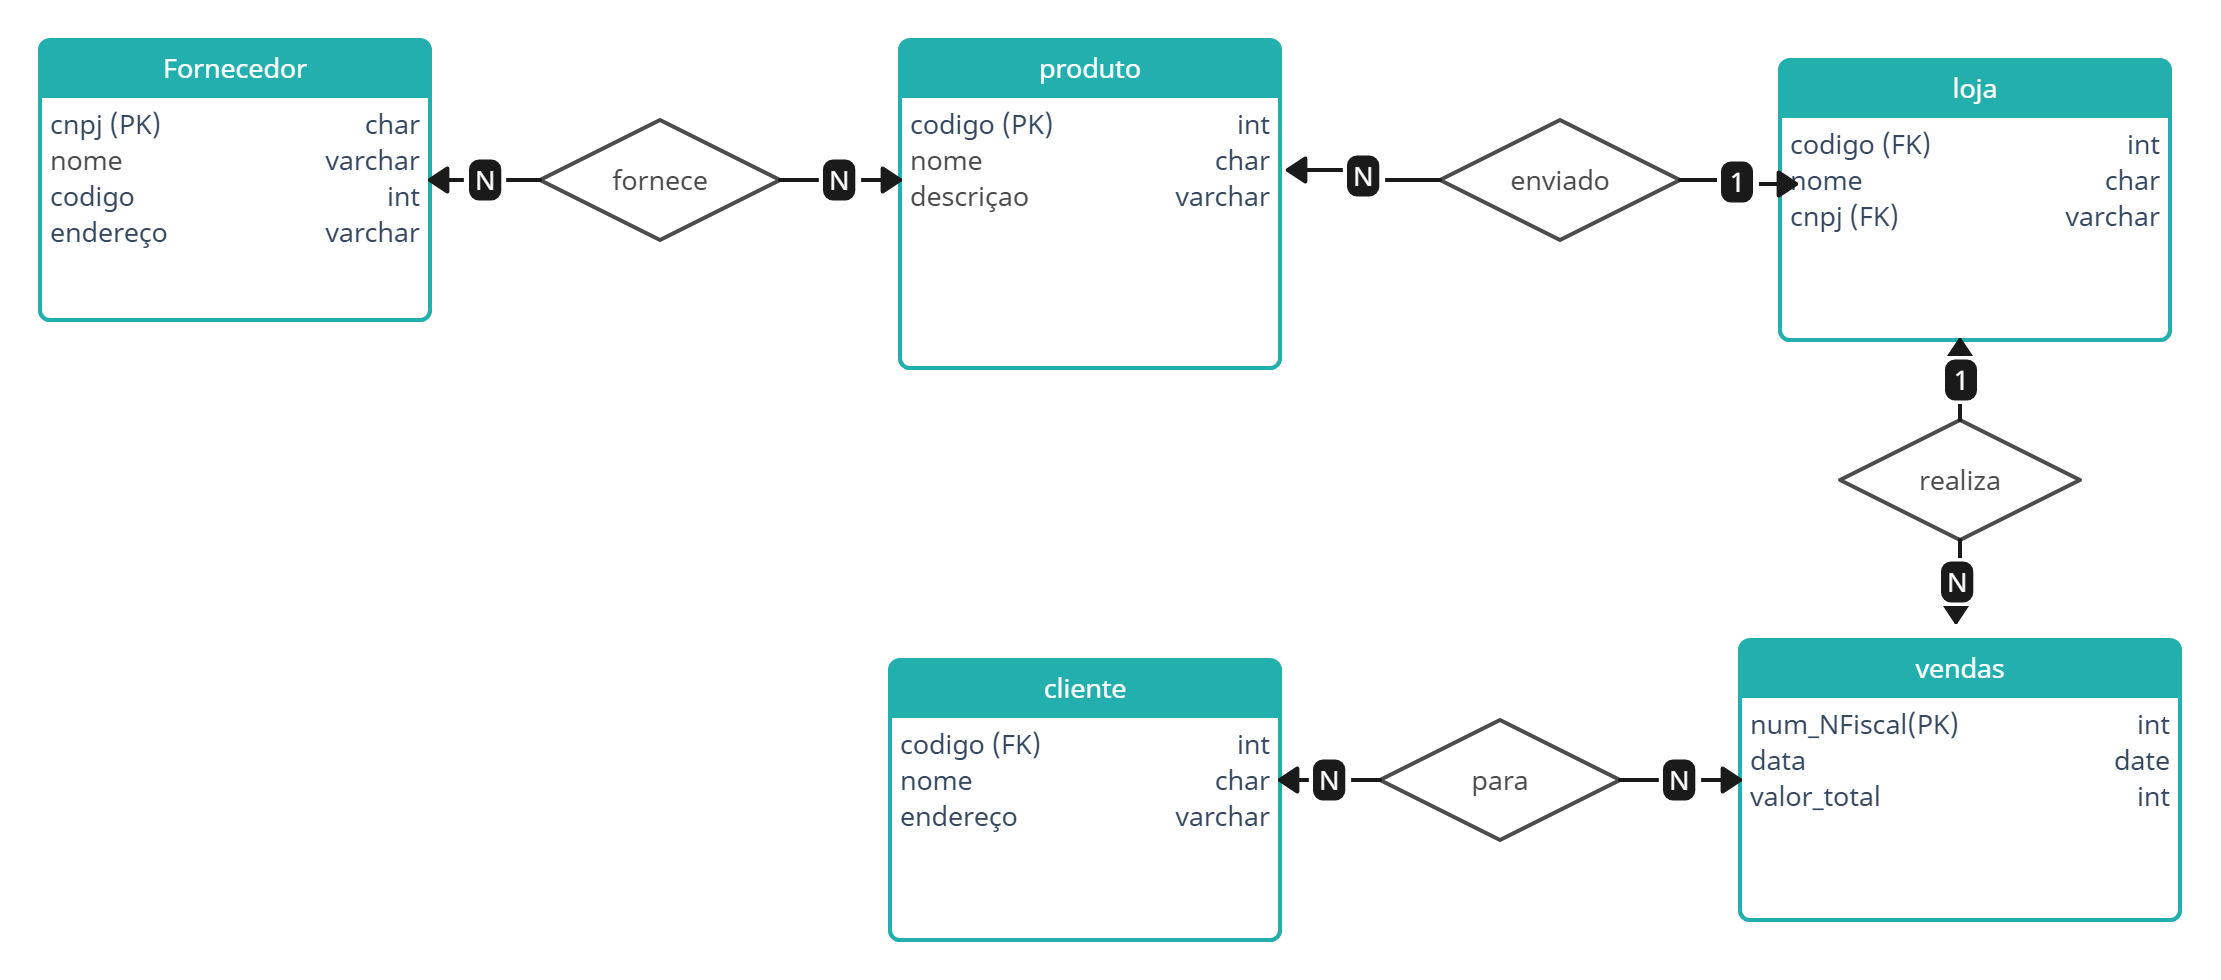 Fornecedor
cnpj (PK) char
nome varchar
codigo int
endereço varchar
N
fornece
N
produto
codigo (PK) int
nome char
descriçao varchar
N
enviado
1
loja
codigo (FK) int
nome char
cnpj (FK) varchar
1
realiza
N
cliente
codigo (FK) int
nome char
endereço varchar
N
para
N
vendas
num_NFiscal(PK) int
data date
valor_total int